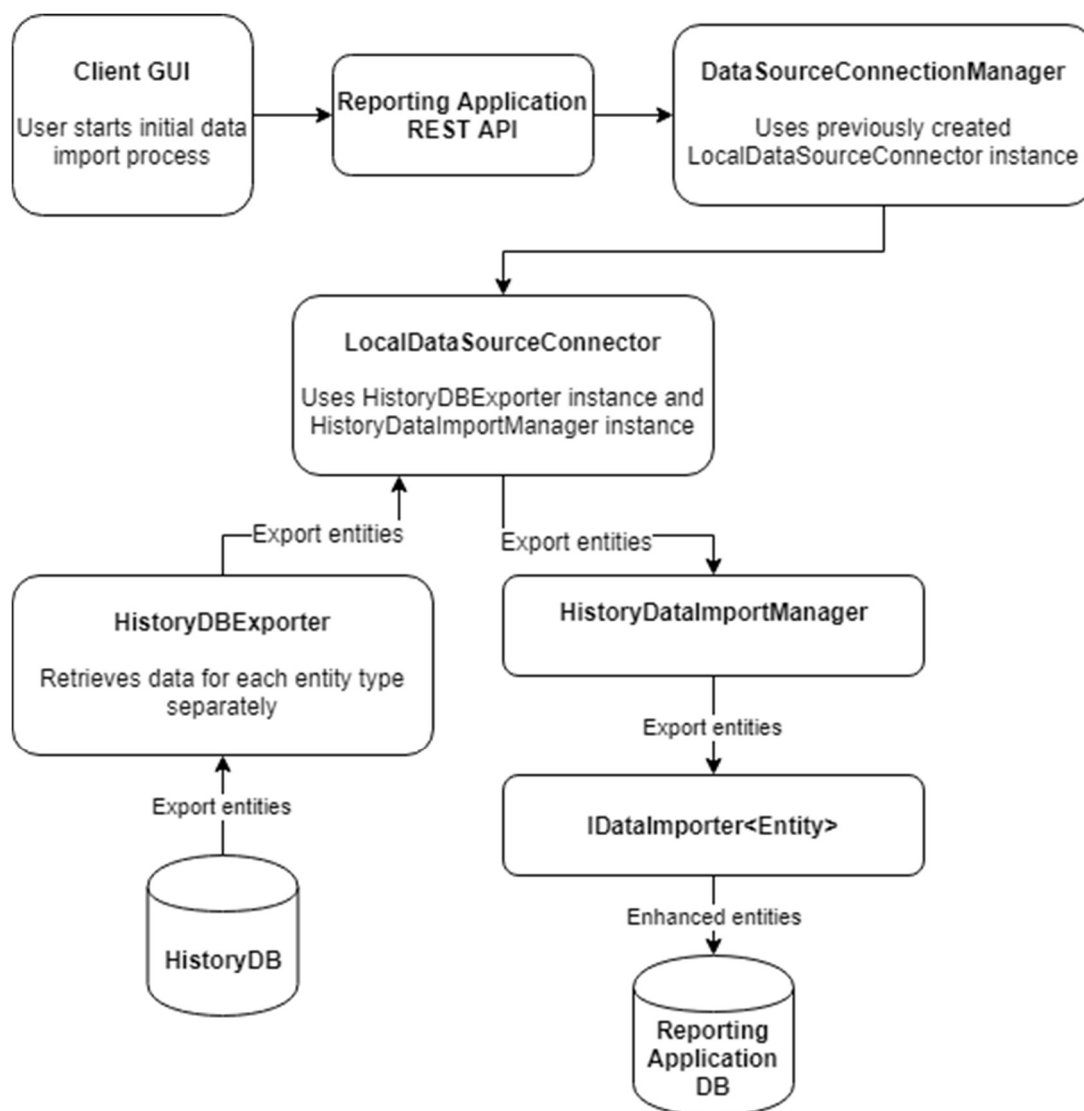 Client GUI
User starts initial data
import process
Reporting Application
REST API
DataSourceConnectionManager
Uses previously created
LocalDataSourceConnector instance
LocalDataSourceConnector
Uses HistoryDBExporter instance and
HistoryDataImportManager instance
Export entities
Export entities
HistoryDBExporter
Retrieves data for each entity type
separately
HistoryDataImportManager
Export entities
Export entities
IDataImporter<Entity>
HistoryDB
Enhanced entities
Reporting
Application
DB